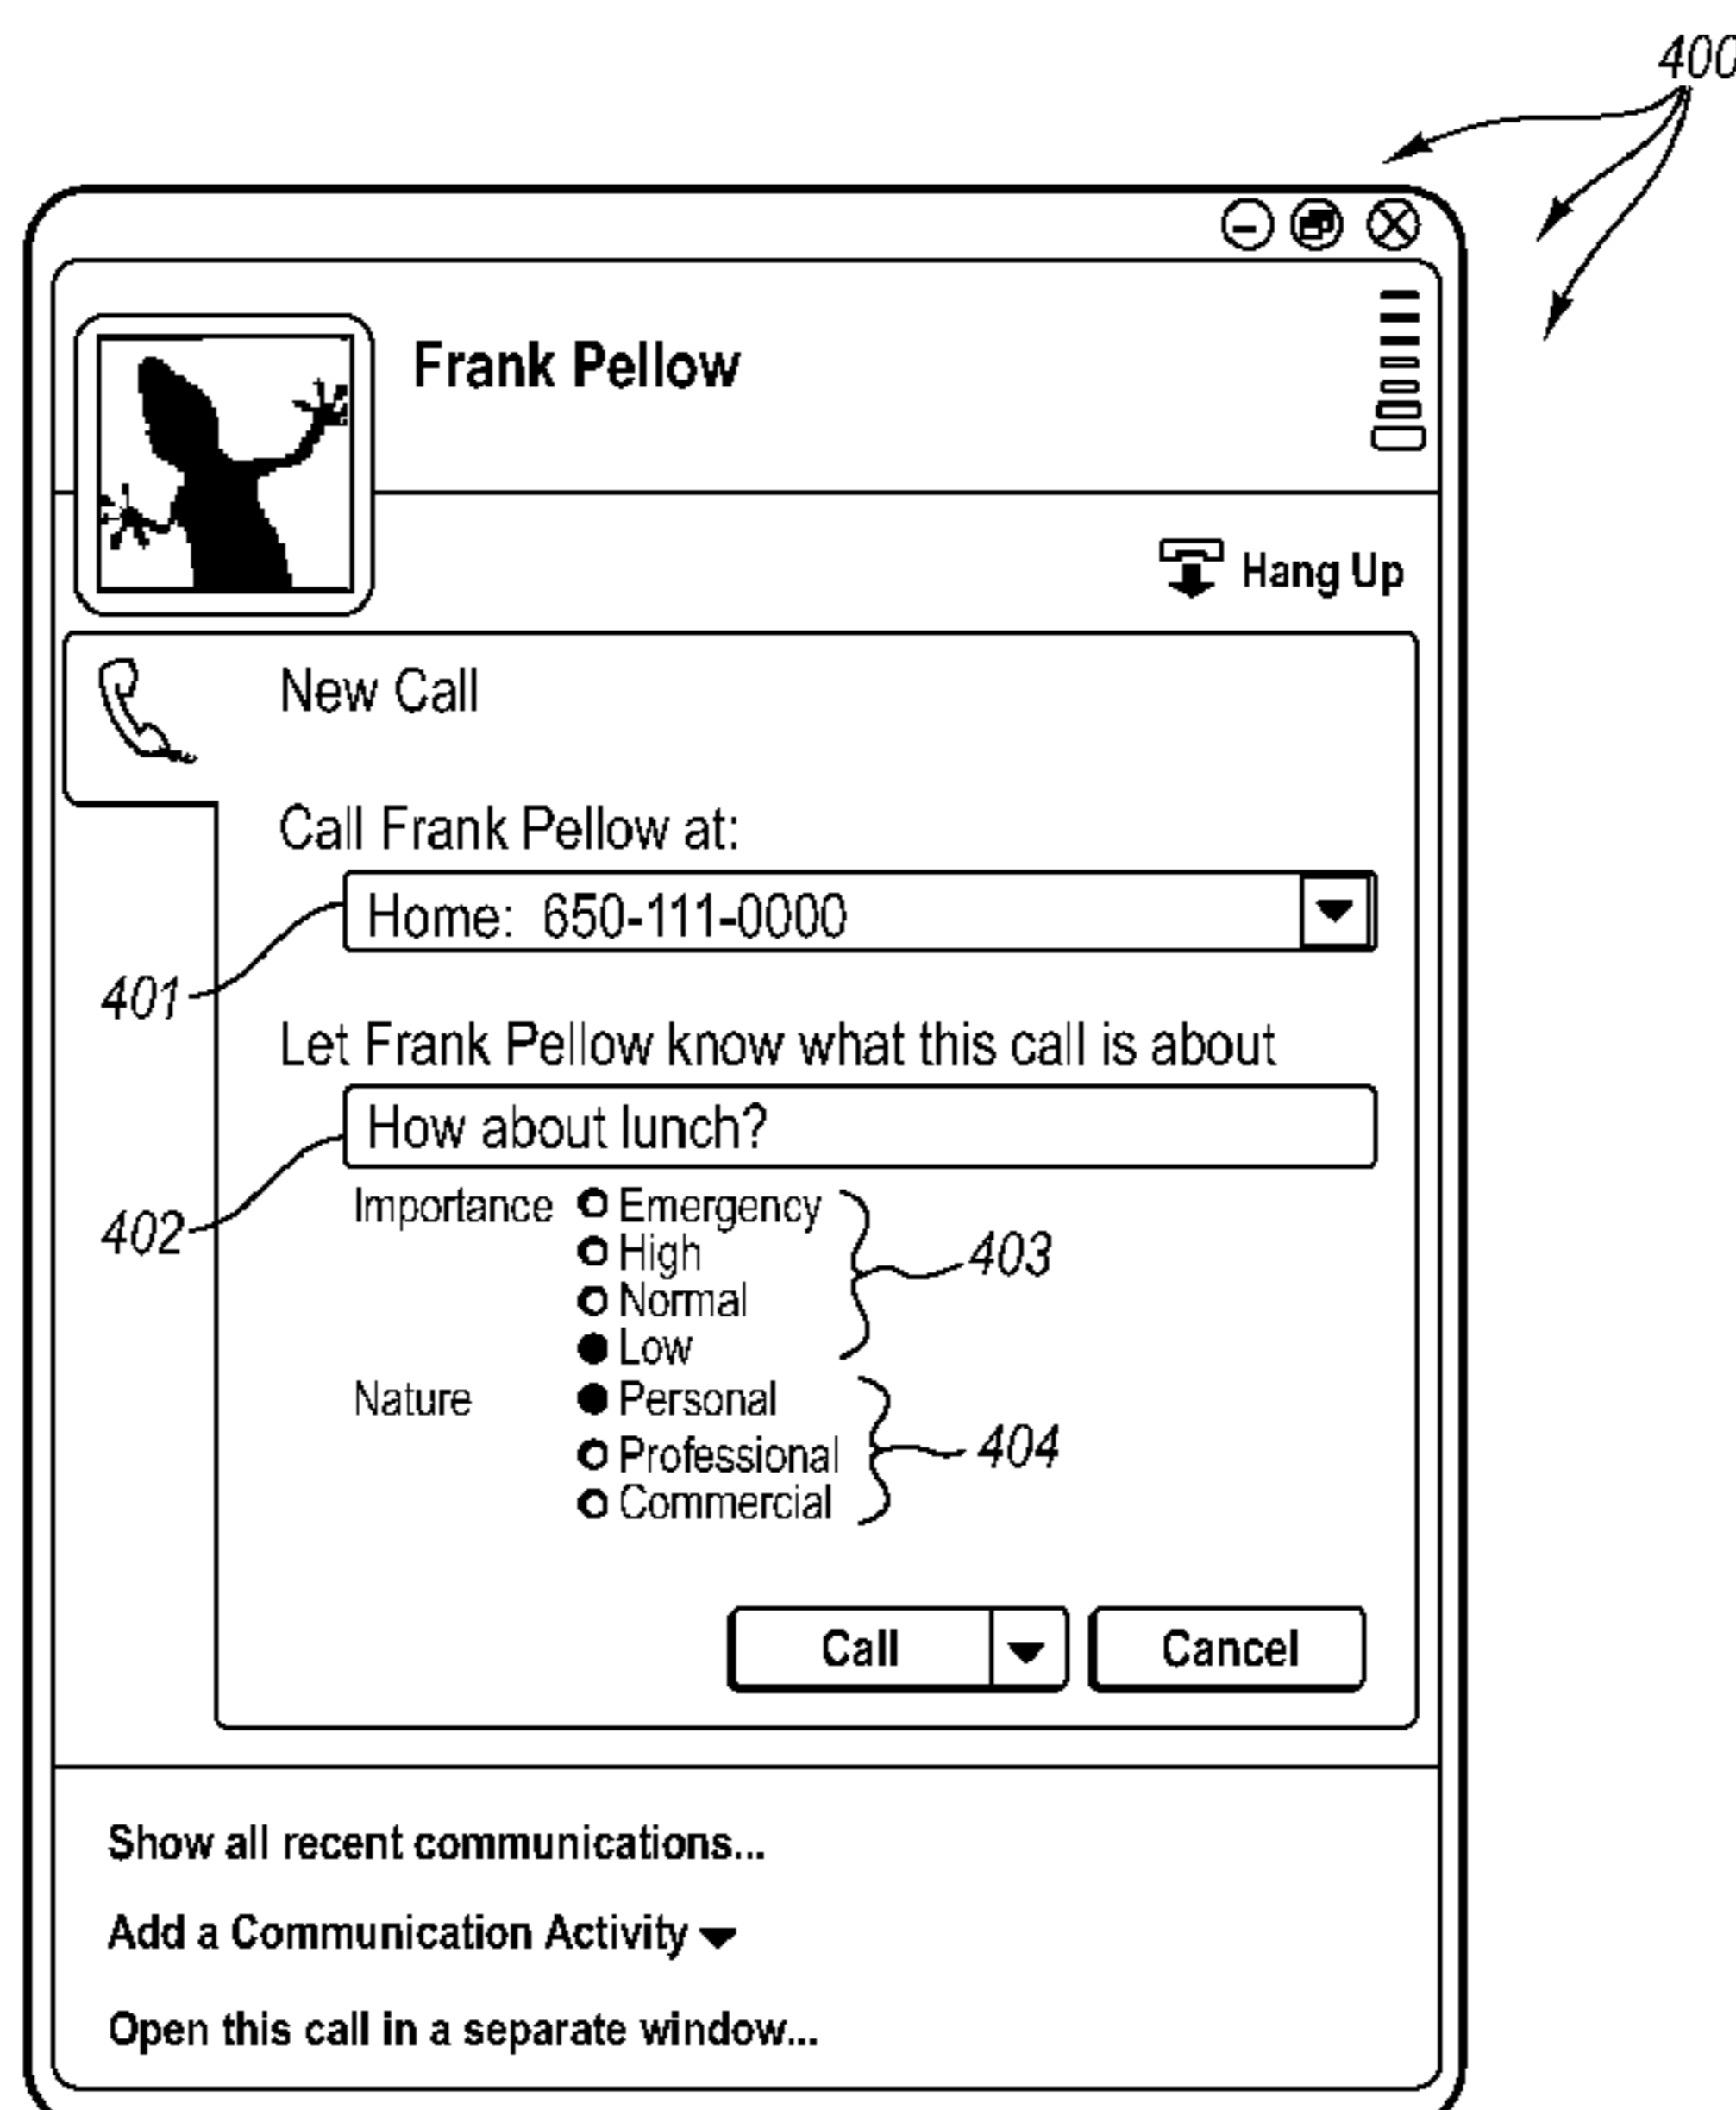 400
Frank Pellow
Hang Up
New Call
Call Frank Pellow at:
Home: 650-111-0000
401
Let Frank Pellow know what this call is about
How about lunch?
402
Importance Emergency
High
403
Normal
Low
Nature Personal
Professional
404
Commercial
Call Cancel
Show all recent communications...
Add a Communication Activity
Open this call in a separate window...